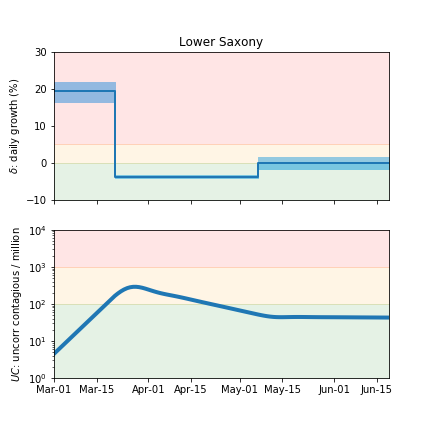 Lower Saxony
δ: daily growth (%)
30
20
10
0
−10
UC: uncorr contagious / million
10⁴
10³
10²
10¹
10⁰
Mar-01 Mar-15 Apr-01 Apr-15 May-01 May-15 Jun-01 Jun-15